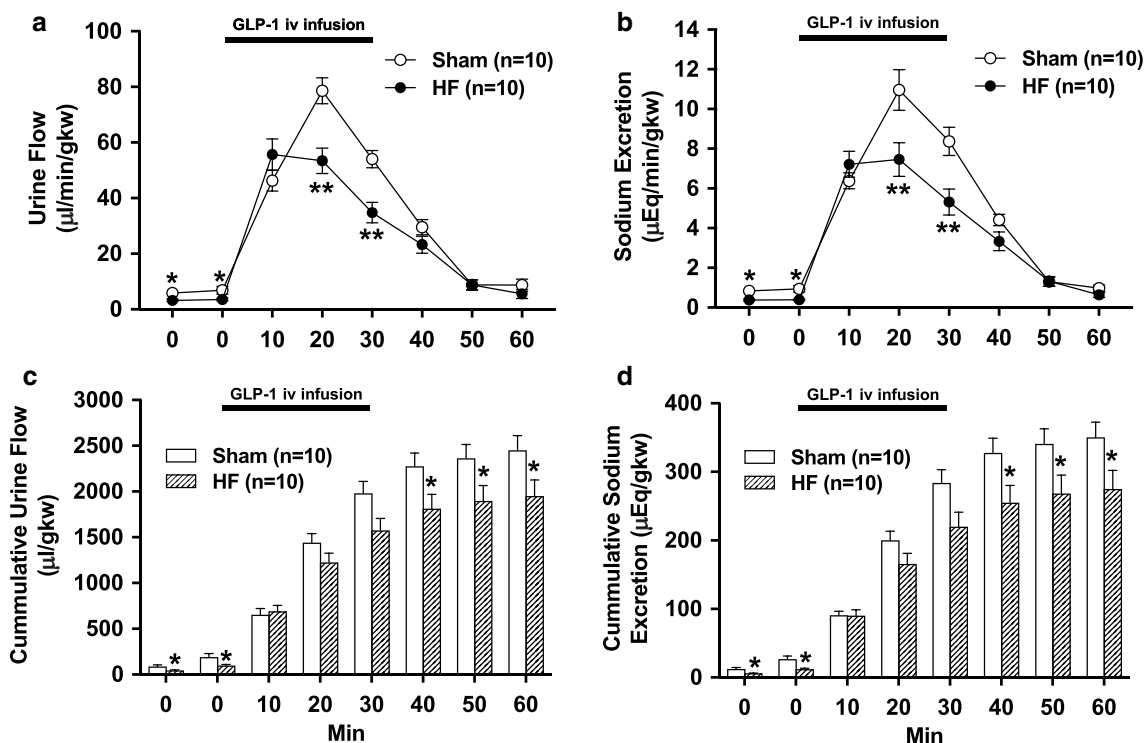 a
GLP-1 iv infusion
100
80
60
40
20
0
Urine Flow
(μl/min/gkw)
Sham (n=10)
HF (n=10)
*
*
**
**
0 0 10 20 30 40 50 60
b
GLP-1 iv infusion
14
12
10
8
6
4
2
0
Sodium Excretion
(μEq/min/gkw)
Sham (n=10)
HF (n=10)
*
*
**
**
0 0 10 20 30 40 50 60
c
GLP-1 iv infusion
3000
2500
2000
1500
1000
500
0
Cummulative Urine Flow
(μl/gkw)
Sham (n=10)
HF (n=10)
*
*
*
*
*
0 0 10 20 30 40 50 60
Min
d
GLP-1 iv infusion
400
300
200
100
0
Cummulative Sodium
Excretion (μEq/gkw)
Sham (n=10)
HF (n=10)
*
*
*
*
*
0 0 10 20 30 40 50 60
Min